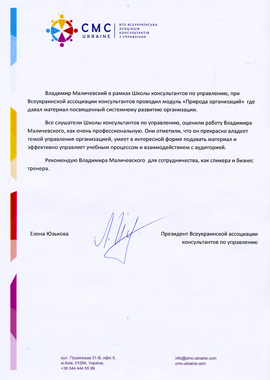 CMC
UKRAINE
ВГО ВСЕУКРАЇНСЬКА
АСОЦІАЦІЯ
КОНСУЛЬТАНТІВ
З УПРАВЛІННЯ
Владимир Маличевский в рамках Школы консультантов по управлению, при
Всеукраинской ассоциации консультантов проводил модуль «Природа организаций» где
давал материал посвященный системному развитию организации.
Все слушатели Школы консультантов по управлению, оценили работу Владимира
Маличевского, как очень профессиональную. Они отметили, что он прекрасно владеет
темой управления организацией, умеет в интересной форме подавать материал и
эффективно управляет учебным процессом и взаимодействием с аудиторией.
Рекомендую Владимира Маличевского для сотрудничества, как спикера и бизнес
тренера.
Елена Юзькова
Президент Всеукраинской ассоциации
консультантов по управлению
вул. Пушкінська 31-В, офіс 9,
м.Київ, 01004, Україна,
+38 044 444 55 88
info@cmc-ukraine.com
cmc-ukraine.com